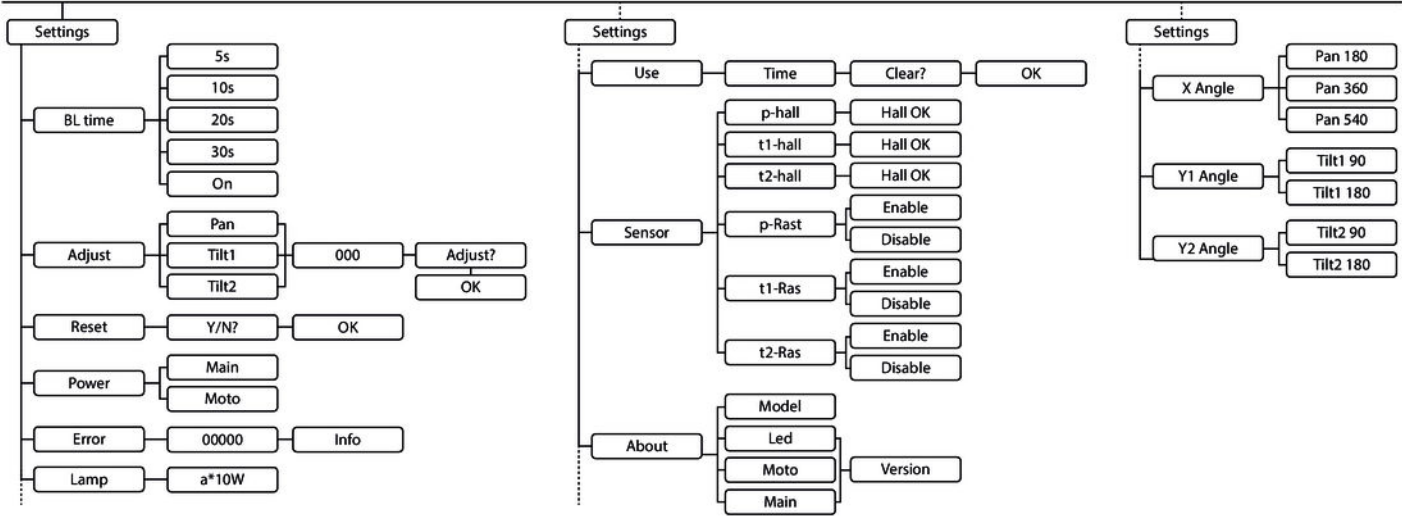 Settings
BL time
5s
10s
20s
30s
On
Adjust
Pan
Tilt1
Tilt2
000
Adjust?
OK
Reset
Y/N?
OK
Power
Main
Moto
Error
00000
Info
Lamp
a*10W
Settings
Use
Time
Clear?
OK
Sensor
p-hall
Hall OK
t1-hall
Hall OK
t2-hall
Hall OK
p-Rast
Enable
Disable
t1-Ras
Enable
Disable
t2-Ras
Enable
Disable
About
Model
Led
Moto
Main
Version
Settings
X Angle
Pan 180
Pan 360
Pan 540
Y1 Angle
Tilt1 90
Tilt1 180
Y2 Angle
Tilt2 90
Tilt2 180